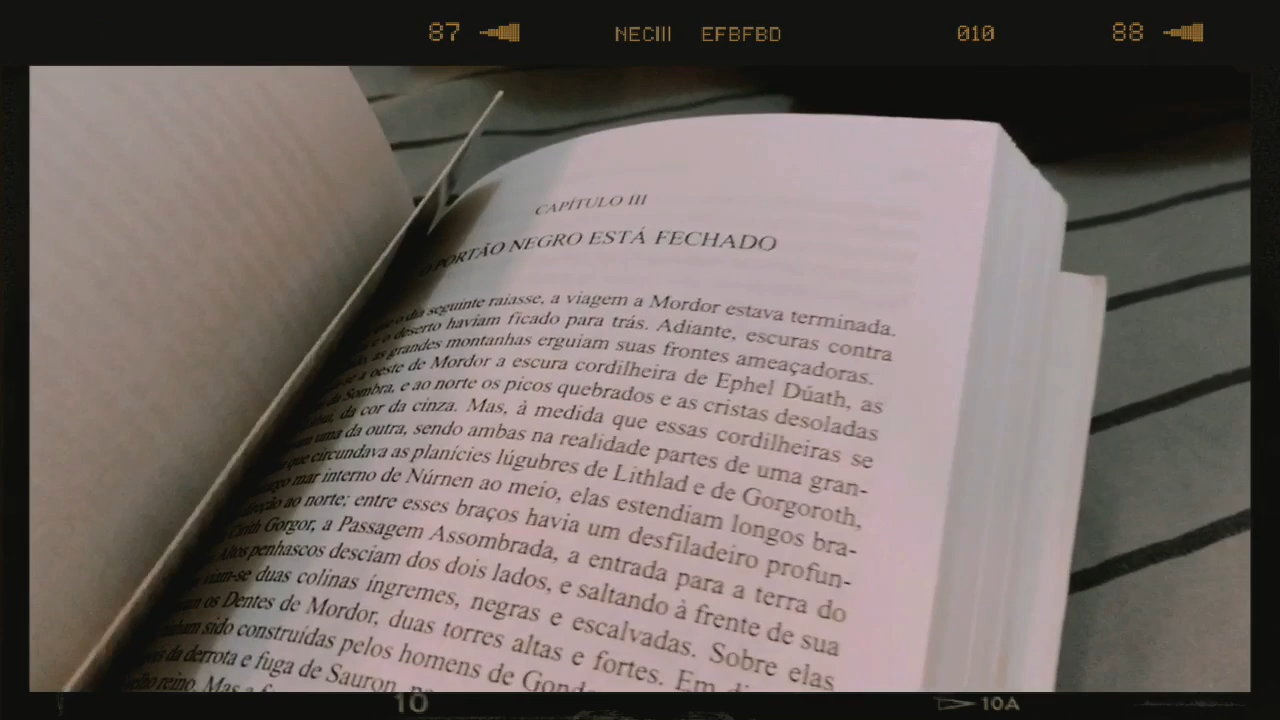 87 NECIII EFBFBD 010 88
CAPÍTULO III
O PORTÃO NEGRO ESTÁ FECHADO
o dia seguinte raiasse, a viagem a Mordor estava terminada.
e o deserto haviam ficado para trás. Adiante, escuras contra
as grandes montanhas erguiam suas frontes ameaçadoras.
a oeste de Mordor a escura cordilheira de Ephel Dúath, as
da Sombra, e ao norte os picos quebrados e as cristas desoladas
da cor da cinza. Mas, à medida que essas cordilheiras se
uma da outra, sendo ambas na realidade partes de uma gran-
que circundava as planícies lúgubres de Lithlad e de Gorgoroth,
mar interno de Núrnen ao meio, elas estendiam longos bra-
ao norte; entre esses braços havia um desfiladeiro profun-
Cirith Gorgor, a Passagem Assombrada, a entrada para a terra do
Altos penhascos desciam dos dois lados, e saltando à frente de sua
viam-se duas colinas íngremes, negras e escalvadas. Sobre elas
os Dentes de Mordor, duas torres altas e fortes. Em
sido construídas pelos homens de
da derrota e fuga de Sauron,
reino. Mas a
10 10A